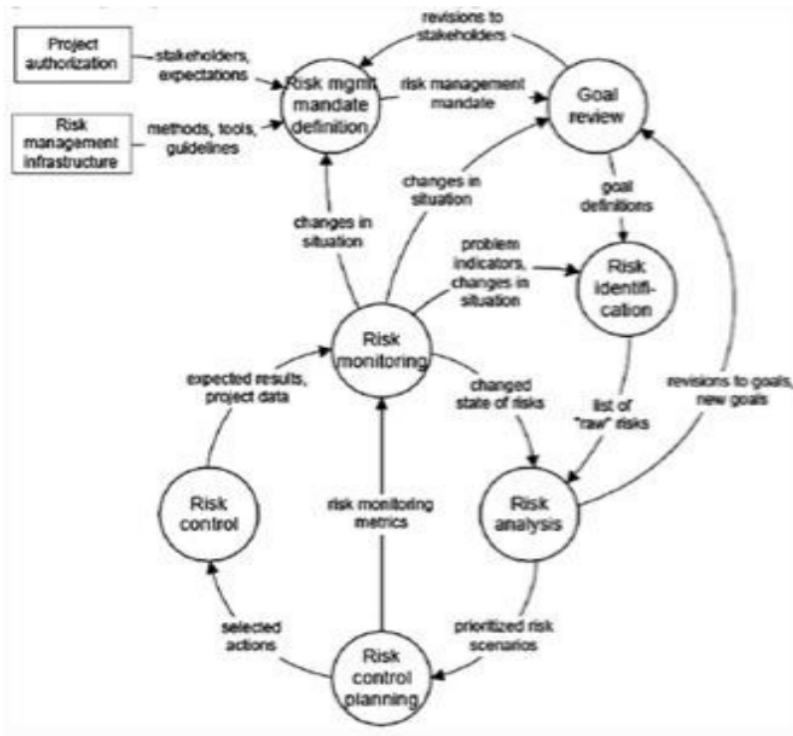 Project
authorization
stakeholders,
expectations
Risk
management
infrastructure
methods, tools,
guidelines
Risk mgmt
mandate
definition
revisions to
stakeholders
risk management
mandate
Goal
review
changes in
situation
changes in
situation
goal
definitions
problem
indicators,
changes in
situation
Risk
identifi-
cation
Risk
monitoring
expected results,
project data
changed
state of risks
list of
"raw" risks
revisions to goals,
new goals
Risk
control
risk monitoring
metrics
Risk
analysis
selected
actions
prioritized risk
scenarios
Risk
control
planning